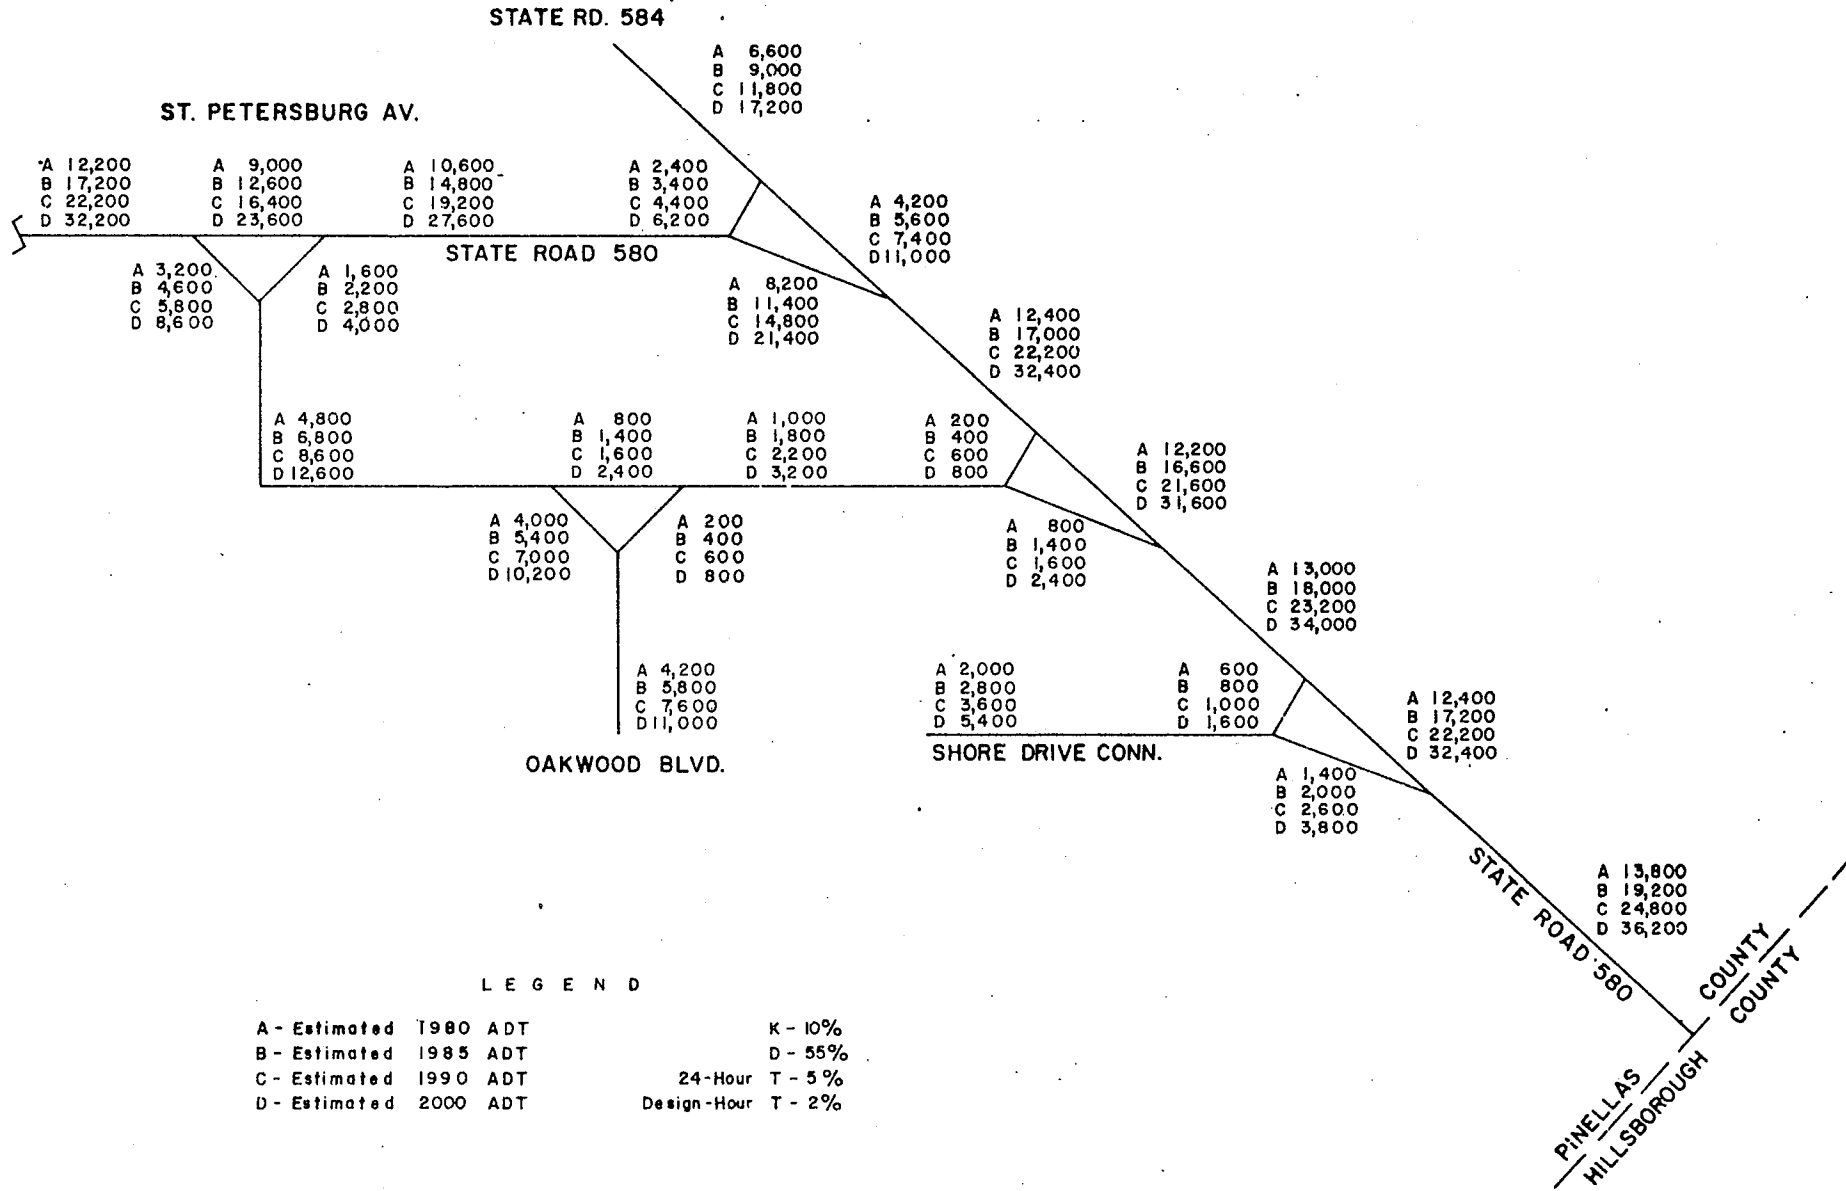 STATE RD. 584
A 6,600
B 9,000
C 11,800
D 17,200
ST. PETERSBURG AV.
A 12,200
B 17,200
C 22,200
D 32,200
A 9,000
B 12,600
C 16,400
D 23,600
A 10,600
B 14,800
C 19,200
D 27,600
A 2,400
B 3,400
C 4,400
D 6,200
A 4,200
B 5,600
C 7,400
D 11,000
STATE ROAD 580
A 3,200
B 4,600
C 5,800
D 8,600
A 1,600
B 2,200
C 2,800
D 4,000
A 8,200
B 11,400
C 14,800
D 21,400
A 12,400
B 17,000
C 22,200
D 32,400
A 4,800
B 6,800
C 8,600
D 12,600
A 800
B 1,400
C 1,600
D 2,400
A 1,000
B 1,800
C 2,200
D 3,200
A 200
B 400
C 600
D 800
A 12,200
B 16,600
C 21,600
D 31,600
A 4,000
B 5,400
C 7,000
D 10,200
A 200
B 400
C 600
D 800
A 800
B 1,400
C 1,600
D 2,400
A 13,000
B 18,000
C 23,200
D 34,000
A 4,200
B 5,800
C 7,600
D 11,000
OAKWOOD BLVD.
A 2,000
B 2,800
C 3,600
D 5,400
A 600
B 800
C 1,000
D 1,600
SHORE DRIVE CONN.
A 12,400
B 17,200
C 22,200
D 32,400
A 1,400
B 2,000
C 2,600
D 3,800
STATE ROAD 580
A 13,800
B 19,200
C 24,800
D 36,200
COUNTY
COUNTY
PINELLAS
HILLSBOROUGH
LEGEND
A - Estimated 1980 ADT K - 10%
B - Estimated 1985 ADT D - 55%
C - Estimated 1990 ADT 24-Hour T - 5%
D - Estimated 2000 ADT Design-Hour T - 2%